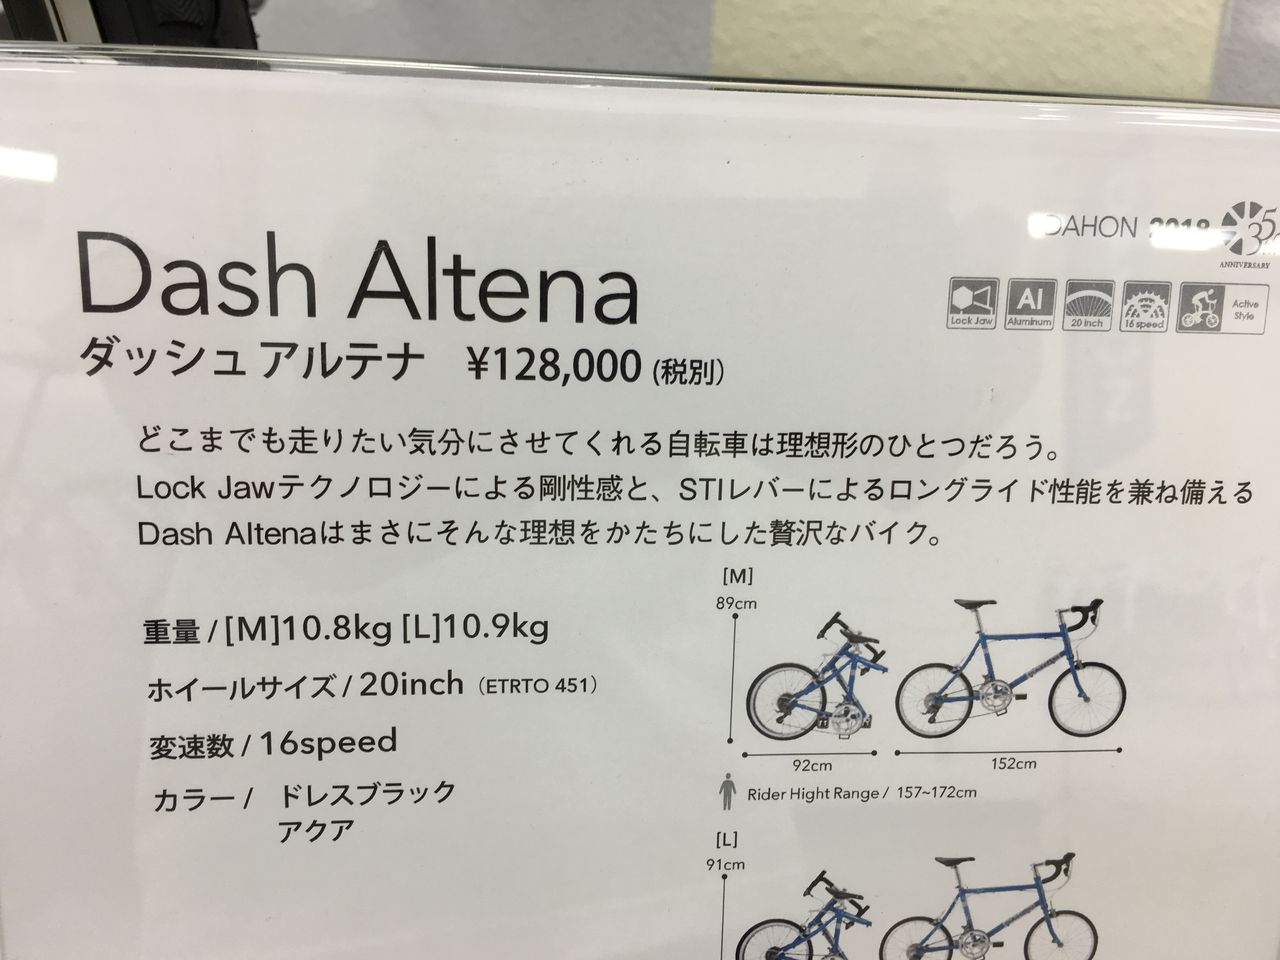 DAHON 2018 35th
ANNIVERSARY
Dash Altena
ダッシュ アルテナ ¥128,000 (税別)
Lock Jaw
Al
Aluminum
20 inch
16 speed
Active
Style
どこまでも走りたい気分にさせてくれる自転車は理想形のひとつだろう。
Lock Jawテクノロジーによる剛性感と、STIレバーによるロングライド性能を兼ね備える
Dash Altenaはまさにそんな理想をかたちにした贅沢なバイク。
重量 / [M]10.8kg [L]10.9kg
ホイールサイズ / 20inch（ETRTO 451）
変速数 / 16speed
カラー / ドレスブラック
アクア
[M]
89cm
92cm
152cm
Rider Hight Range / 157~172cm
[L]
91cm